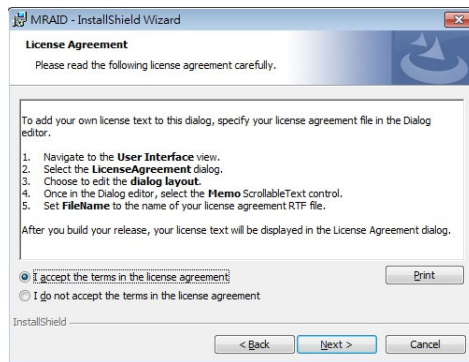 MRAID - InstallShield Wizard
License Agreement
Please read the following license agreement carefully.
To add your own license text to this dialog, specify your license agreement file in the Dialog
editor.
1. Navigate to the User Interface view.
2. Select the LicenseAgreement dialog.
3. Choose to edit the dialog layout.
4. Once in the Dialog editor, select the Memo ScrollableText control.
5. Set FileName to the name of your license agreement RTF file.
After you build your release, your license text will be displayed in the License Agreement dialog.
I accept the terms in the license agreement
Print
I do not accept the terms in the license agreement
InstallShield
< Back
Next >
Cancel